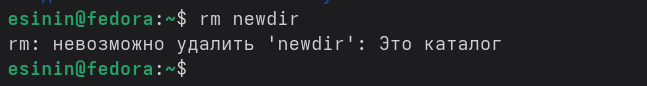 esinin@fedora:~$ rm newdir
rm: невозможно удалить 'newdir': Это каталог
esinin@fedora:~$